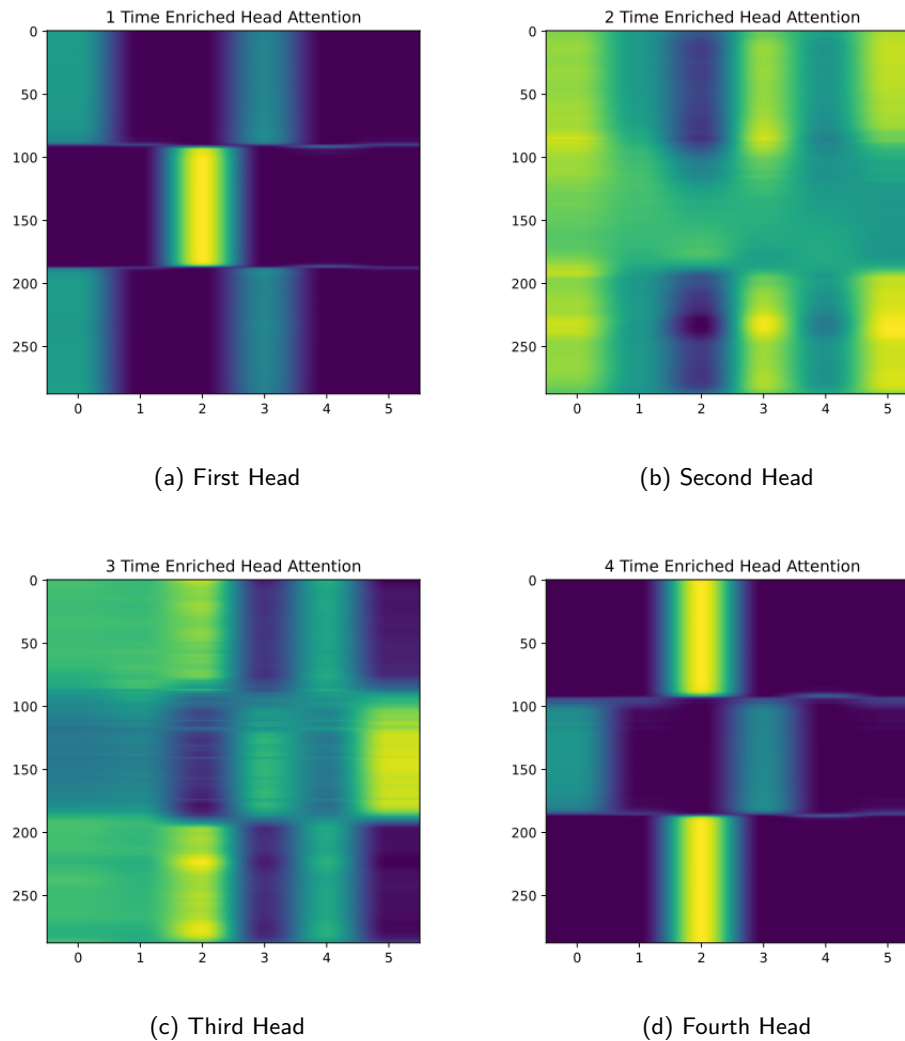 1 Time Enriched Head Attention
0
50
100
150
200
250
0 1 2 3 4 5
(a) First Head
2 Time Enriched Head Attention
0
50
100
150
200
250
0 1 2 3 4 5
(b) Second Head
3 Time Enriched Head Attention
0
50
100
150
200
250
0 1 2 3 4 5
(c) Third Head
4 Time Enriched Head Attention
0
50
100
150
200
250
0 1 2 3 4 5
(d) Fourth Head